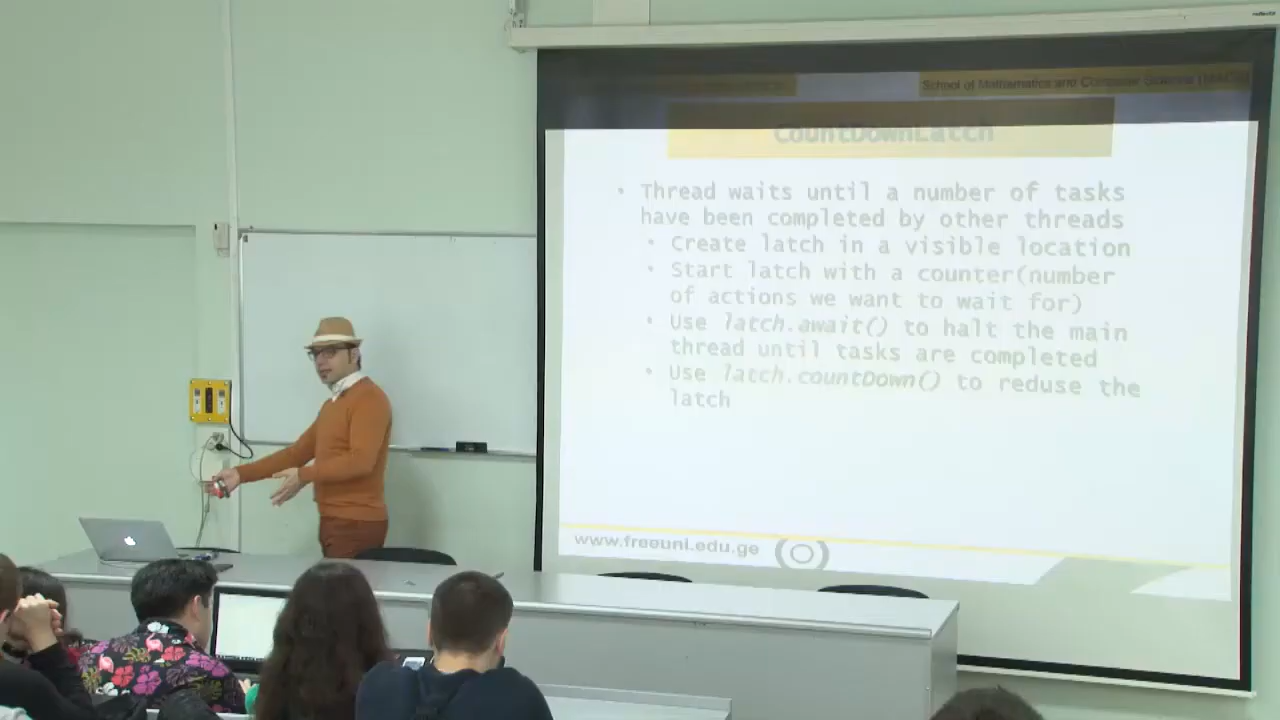 School of Mathematics and Computer Science
CountDownLatch
• Thread waits until a number of tasks
have been completed by other threads
• Create latch in a visible location
• Start latch with a counter(number
of actions we want to wait for)
• Use latch.await() to halt the main
thread until tasks are completed
• Use latch.countDown() to reduse the
latch
www.freeuni.edu.ge